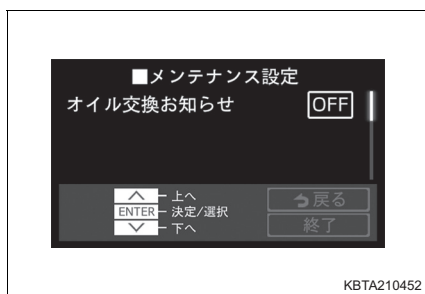 ■メンテナンス設定
オイル交換お知らせ OFF
上へ
ENTER 決定/選択
下へ
戻る
終了
KBTA210452